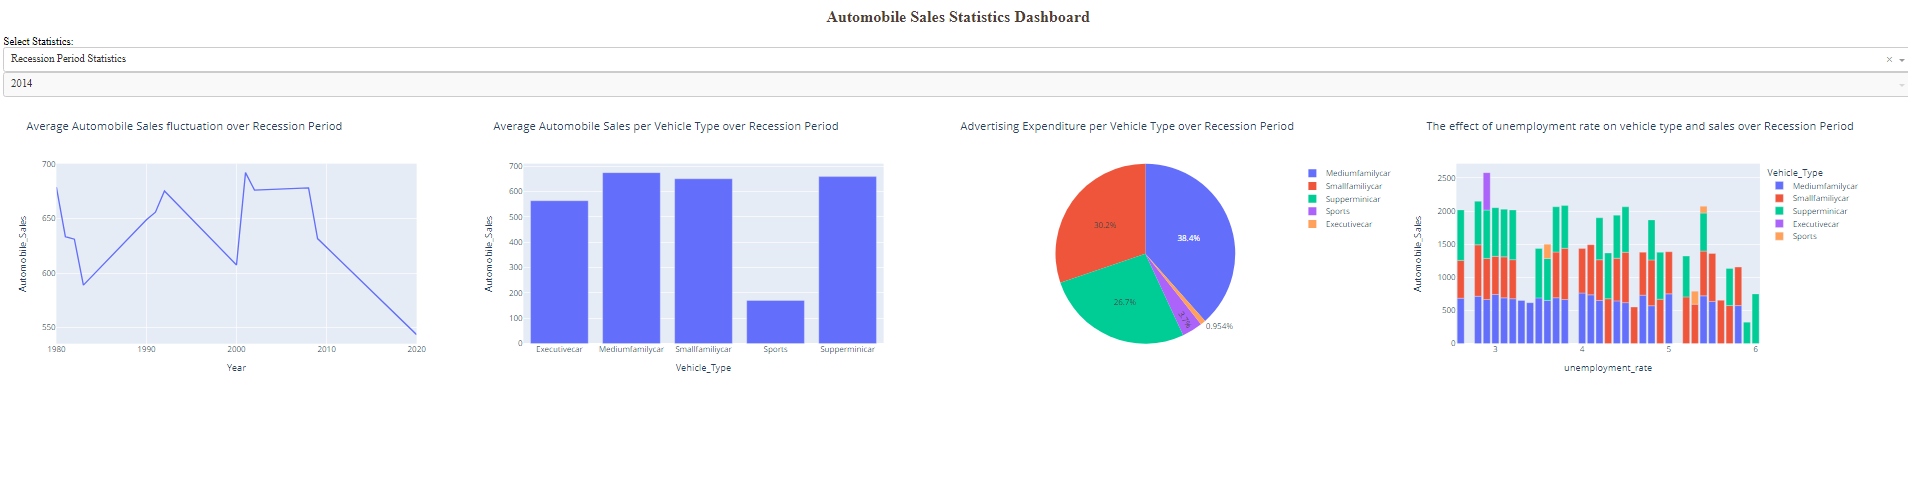 Automobile Sales Statistics Dashboard
Select Statistics:
Recession Period Statistics
×
2014
Average Automobile Sales fluctuation over Recession Period
700
650
600
550
Automobile_Sales
1980
1990
2000
2010
2020
Year
Average Automobile Sales per Vehicle Type over Recession Period
700
600
500
400
300
200
100
0
Automobile_Sales
Executivecar
Mediumfamilycar
Smallfamiliycar
Sports
Supperminicar
Vehicle_Type
Advertising Expenditure per Vehicle Type over Recession Period
38.4%
30.2%
26.7%
3.7%
0.954%
Mediumfamilycar
Smallfamiliycar
Supperminicar
Sports
Executivecar
The effect of unemployment rate on vehicle type and sales over Recession Period
2500
2000
1500
1000
500
0
Automobile_Sales
3
4
5
6
unemployment_rate
Vehicle_Type
Mediumfamilycar
Smallfamiliycar
Supperminicar
Executivecar
Sports